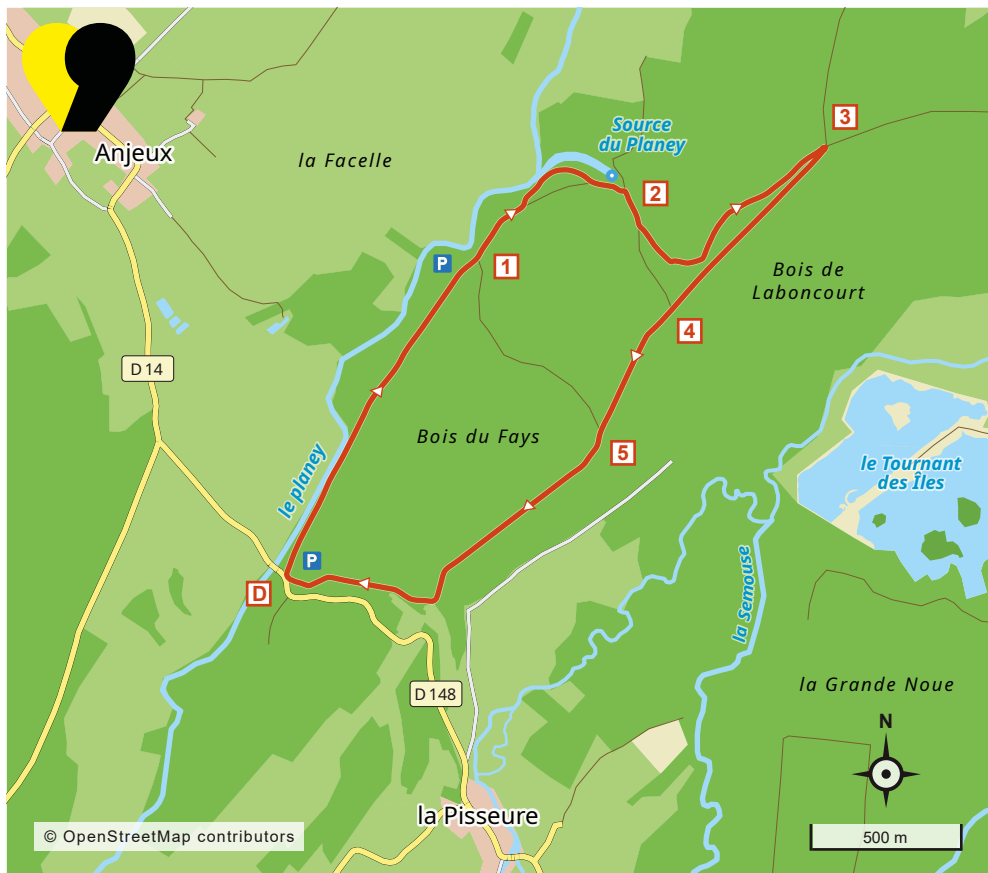 Anjeux
la Facelle
Source
du Planey
3
2
P
1
Bois de
Laboncourt
4
D 14
Bois du Fays
5
le planey
le Tournant
des Îles
P
D
la Semouse
D 148
la Grande Noue
N
la Pisseure
© OpenStreetMap contributors
500 m